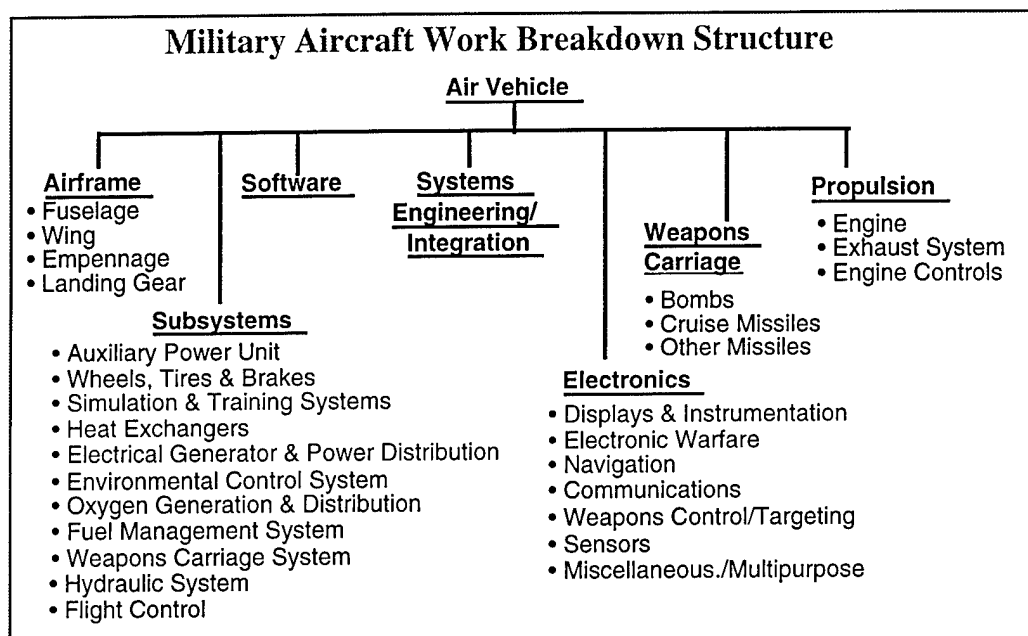 Military Aircraft Work Breakdown Structure
Air Vehicle
Airframe
• Fuselage
• Wing
• Empennage
• Landing Gear
Subsystems
• Auxiliary Power Unit
• Wheels, Tires & Brakes
• Simulation & Training Systems
• Heat Exchangers
• Electrical Generator & Power Distribution
• Environmental Control System
• Oxygen Generation & Distribution
• Fuel Management System
• Weapons Carriage System
• Hydraulic System
• Flight Control
Software
Systems
Engineering/
Integration
Electronics
• Displays & Instrumentation
• Electronic Warfare
• Navigation
• Communications
• Weapons Control/Targeting
• Sensors
• Miscellaneous./Multipurpose
Weapons
Carriage
• Bombs
• Cruise Missiles
• Other Missiles
Propulsion
• Engine
• Exhaust System
• Engine Controls